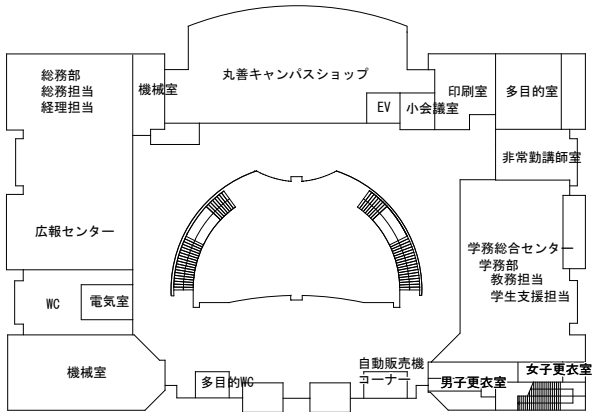 総務部
総務担当
経理担当
機械室
丸善キャンパスショップ
EV
小会議室
印刷室
多目的室
非常勤講師室
広報センター
学務総合センター
学務部
教務担当
学生支援担当
WC
電気室
機械室
多目的WC
自動販売機
コーナー
男子更衣室
女子更衣室